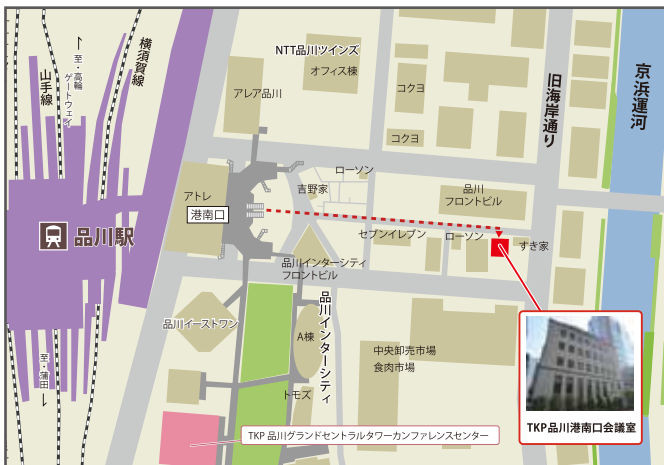 NTT品川ツインズ
オフィス棟
アレア品川
コクヨ
コクヨ
旧海岸通り
京浜運河
横須賀線
至・高輪
ゲートウェイ
山手線
ローソン
吉野家
品川
フロントビル
アトレ
港南口
品川駅
セブンイレブン
ローソン
すき家
品川インターシティ
フロントビル
品川インターシティ
品川イーストワン
A棟
中央卸売市場
食肉市場
至・蒲田
トモズ
TKP品川港南口会議室
TKP 品川グランドセントラルタワーカンファレンスセンター